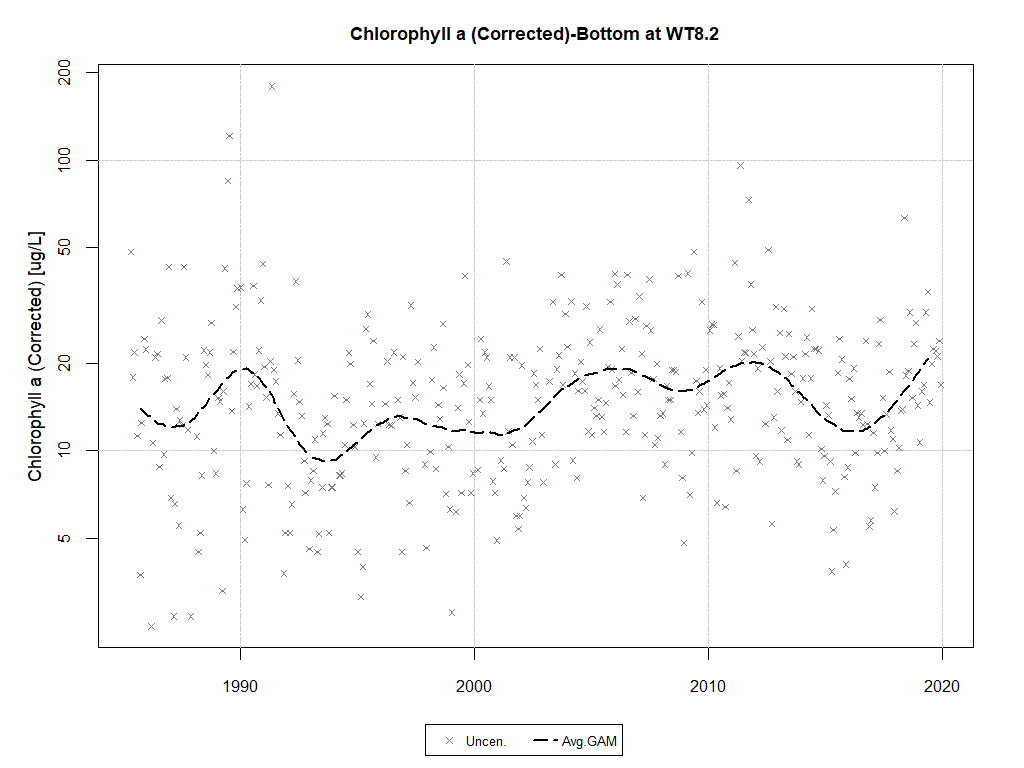 Chlorophyll a (Corrected)-Bottom at WT8.2
Chlorophyll a (Corrected) [ug/L]
200
100
50
20
10
5
1990
2000
2010
2020
Uncen.
Avg.GAM